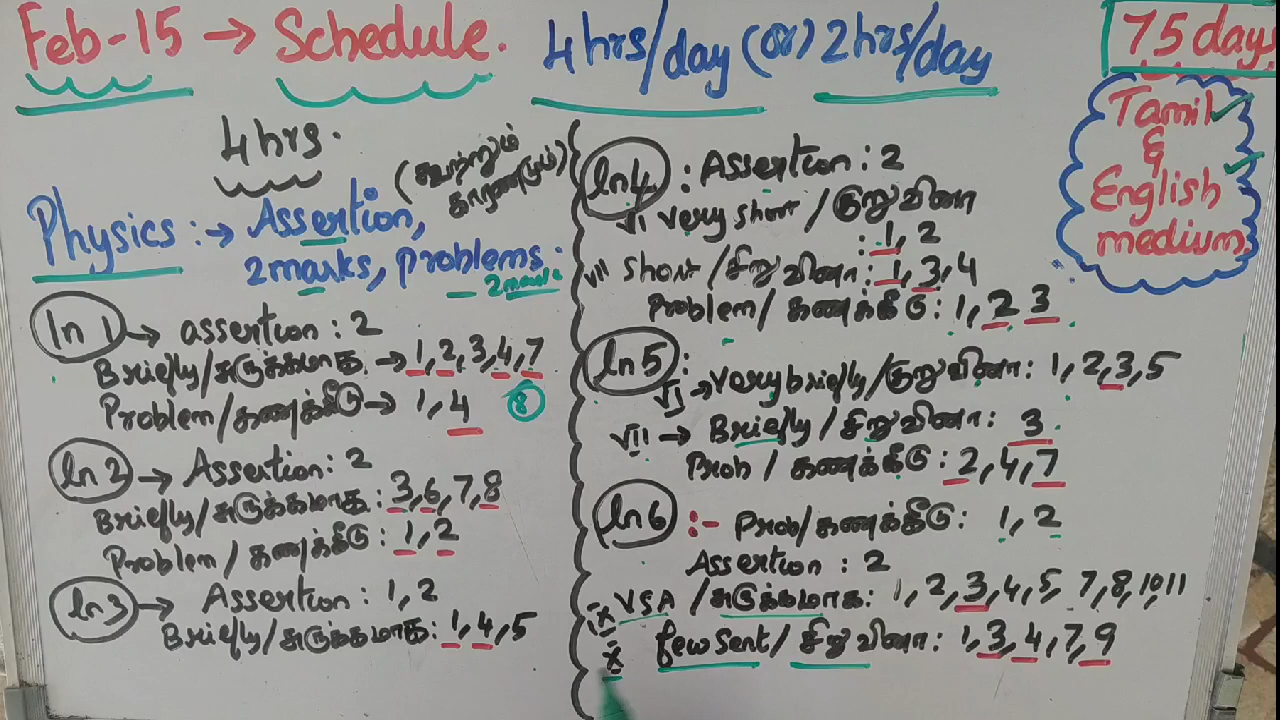 Feb-15 → Schedule. 4hrs/day (or) 2hrs/day
75 days
Tamil
&
English
medium
4hrs.
(கூற்றும்
காரணமும்)
Physics :→ Assertion,
2marks, problems.
2mark
ln 1 → assertion : 2
Briefly/சுருக்கமாக → 1, 2, 3, 4, 7
Problem/கணக்கீடு → 1, 4 8
ln 2 → Assertion : 2
Briefly/சுருக்கமாக : 3, 6, 7, 8
Problem/கணக்கீடு : 1, 2
ln 3 → Assertion : 1, 2
Briefly/சுருக்கமாக : 1, 4, 5
ln 4 : Assertion : 2
VI Very short / குறுவினா
: 1, 2
VII Short / சிறுவினா : 1, 3, 4
Problem/ கணக்கீடு : 1, 2 3
ln 5 :
VI → Very briefly/குறுவினா : 1, 2, 3, 5
VII → Briefly / சிறுவினா : 3.
Prob / கணக்கீடு : 2, 4, 7
ln 6 :- Prob/கணக்கீடு : 1, 2
Assertion : 2
ix VSA / சுருக்கமாக : 1, 2, 3, 4, 5, 7, 8, 10, 11
x few sent / சிறுவினா : 1, 3, 4, 7, 9